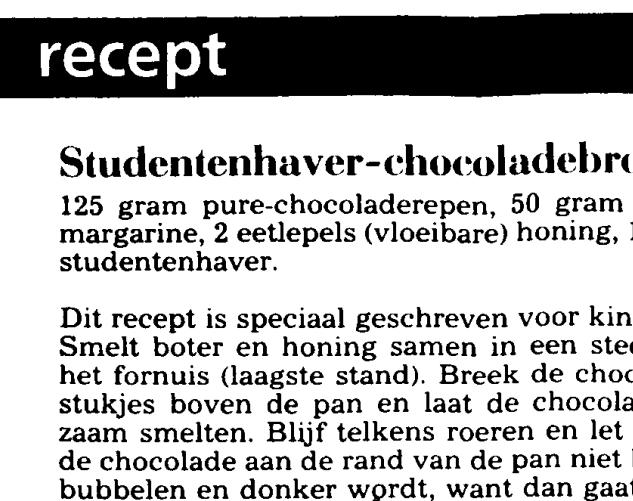 recept
Studentenhaver-chocoladebro
125 gram pure-chocoladerepen, 50 gram
margarine, 2 eetlepels (vloeibare) honing,
studentenhaver.
Dit recept is speciaal geschreven voor kin
Smelt boter en honing samen in een stee
het fornuis (laagste stand). Breek de choc
stukjes boven de pan en laat de chocola
zaam smelten. Blijf telkens roeren en let
de chocolade aan de rand van de pan niet
bubbelen en donker wordt, want dan gaat